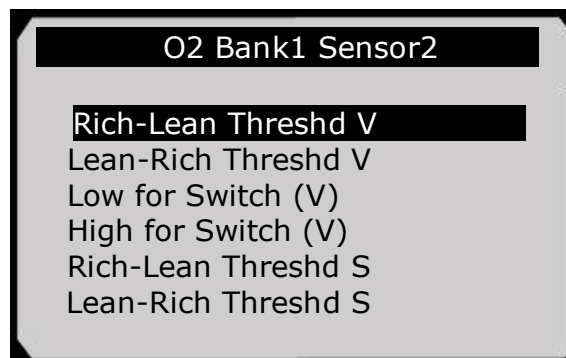 O2 Bank1 Sensor2
Rich-Lean Threshd V
Lean-Rich Threshd V
Low for Switch (V)
High for Switch (V)
Rich-Lean Threshd S
Lean-Rich Threshd S